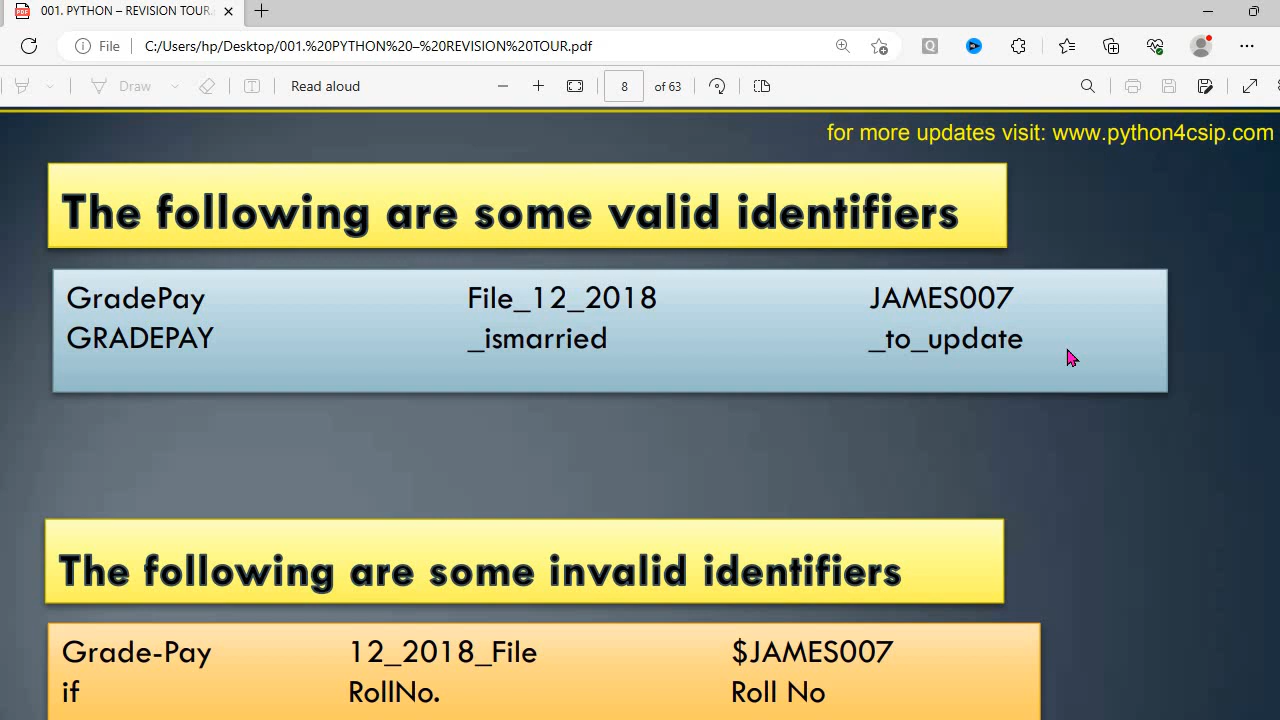 001. PYTHON – REVISION TOUR.
File C:/Users/hp/Desktop/001.%20PYTHON%20–%20REVISION%20TOUR.pdf
Draw Read aloud 8 of 63
for more updates visit: www.python4csip.com
The following are some valid identifiers
GradePay File_12_2018 JAMES007
GRADEPAY _ismarried _to_update
The following are some invalid identifiers
Grade-Pay 12_2018_File $JAMES007
if RollNo. Roll No